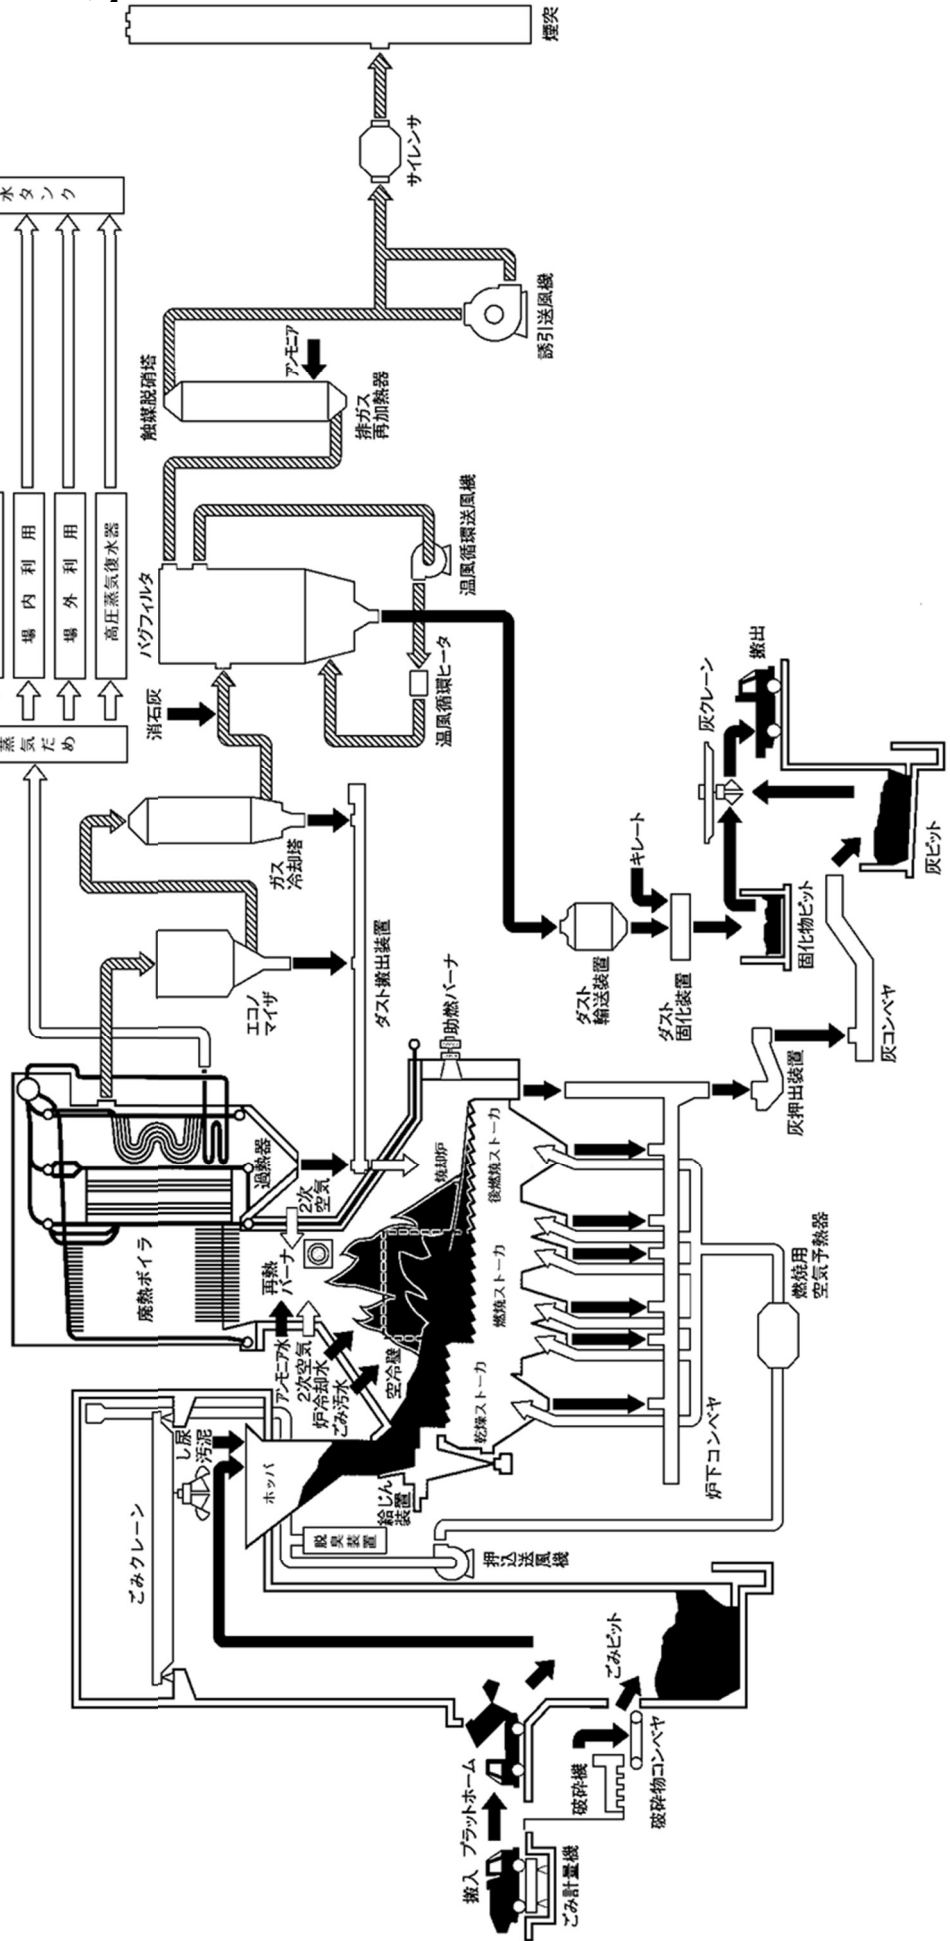 搬入
プラットホーム
ごみ計量機
破砕機
破砕物コンベヤ
ごみピット
ごみクレーン
し尿
汚泥
ホッパ
脱臭装置
押込送風機
給じん
装置
アンモニア水
2次空気
炉冷却水
ごみ汚水
空冷壁
再熱
バーナ
2次
空気
廃熱ボイラ
過熱器
乾燥ストーカ
燃焼ストーカ
後燃焼ストーカ
焼却炉
助燃バーナ
炉下コンベヤ
燃焼用
空気予熱器
灰押出装置
灰コンベヤ
灰ピット
灰クレーン
搬出
固化物ピット
ダスト
固化装置
キレート
ダスト
輸送装置
ダスト搬出装置
エコノ
マイザ
ガス
冷却塔
消石灰
バグフィルタ
温風循環ヒータ
温風循環送風機
触媒脱硝塔
アンモニア
排ガス
再加熱器
誘引送風機
サイレンサ
煙突
蒸気だめ
場内利用
場外利用
高圧蒸気復水器
水タンク